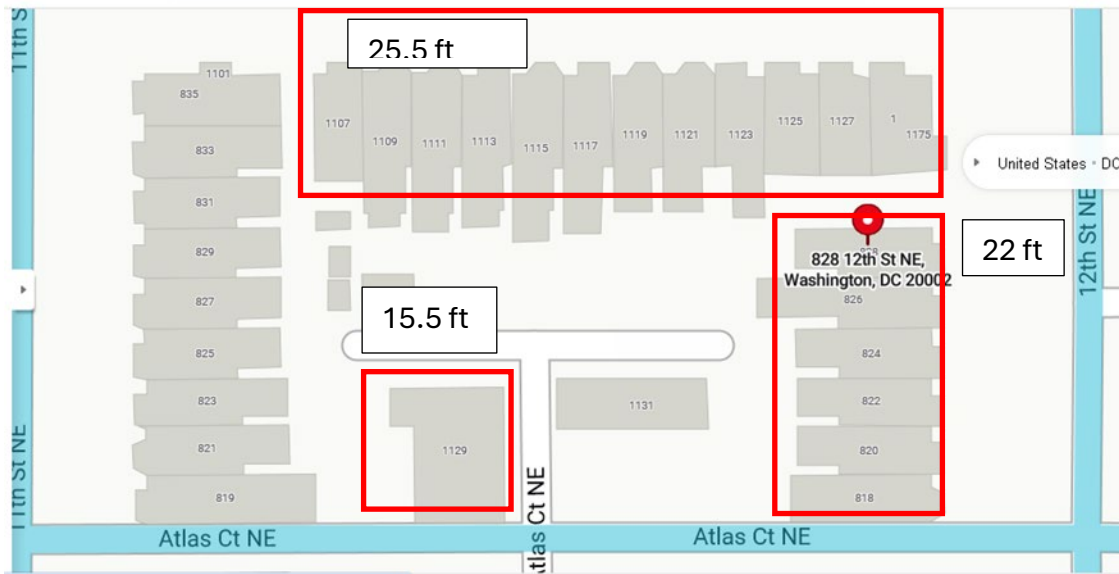 11th S
25.5 ft
1101
835
1107
1109
1111
1113
1115
1117
1119
1121
1123
1125
1127
1
1175
833
United States • DC
831
12th St NE
829
828 12th St NE,
Washington, DC 20002
22 ft
827
826
15.5 ft
825
824
823
822
1131
821
820
1129
819
818
11th St NE
Atlas Ct NE
Atlas Ct NE
Atlas Ct NE